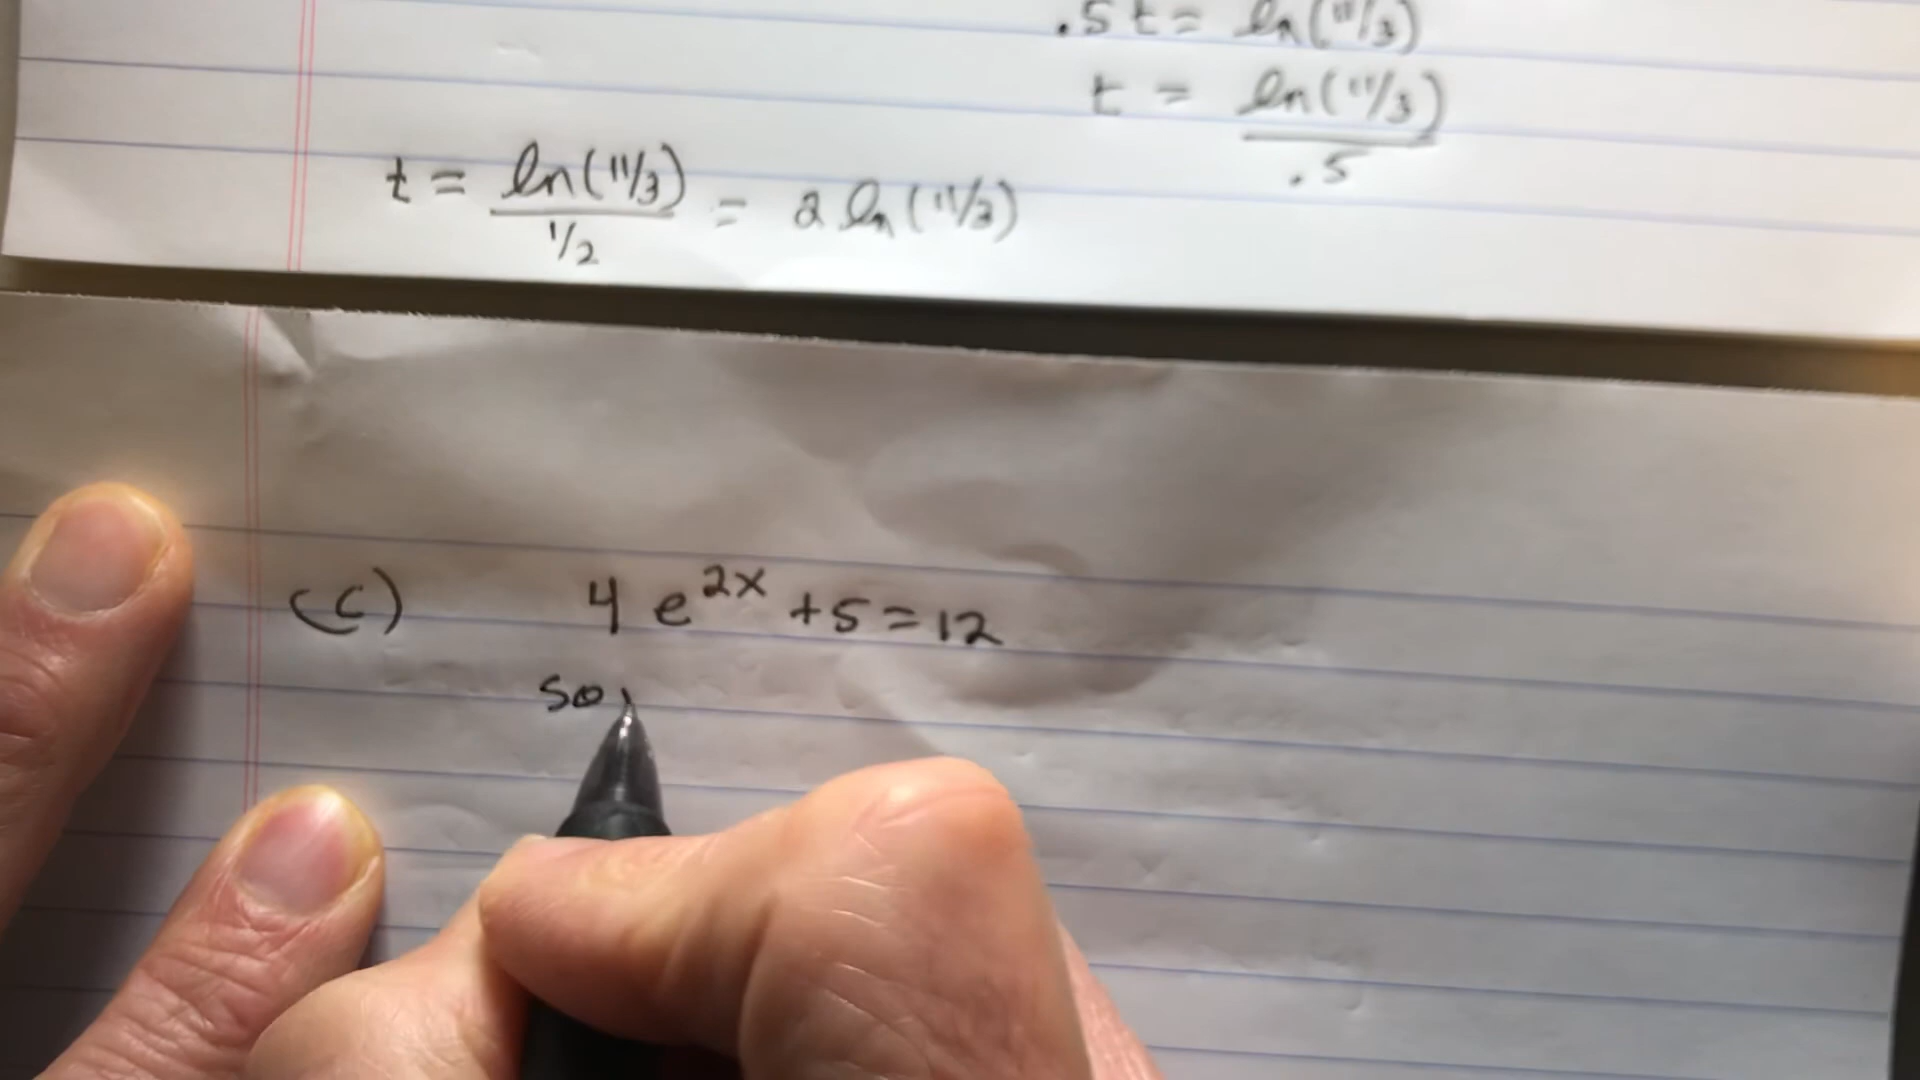 .5t = ln(11/3)
t = ln(11/3) / .5
t = ln(11/3) / 1/2 = 2 ln(11/3)
(c) 4 e^{2x} + 5 = 12
so